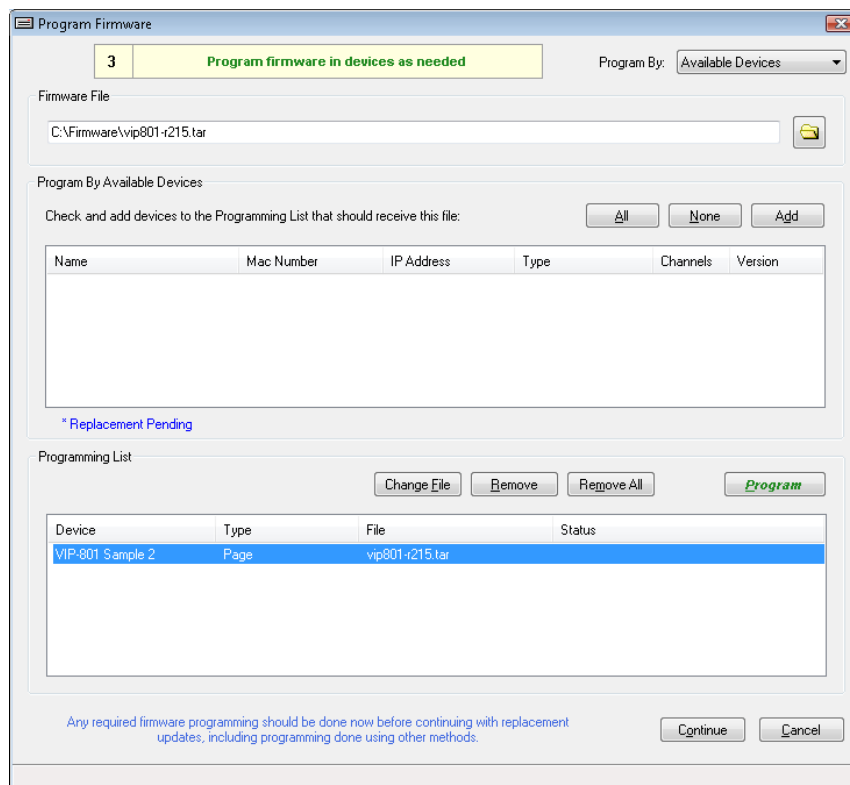 Program Firmware
3 Program firmware in devices as needed Program By: Available Devices
Firmware File
C:\Firmware\vip801-r215.tar
Program By Available Devices
Check and add devices to the Programming List that should receive this file: All None Add
Name Mac Number IP Address Type Channels Version
* Replacement Pending
Programming List
Change File Remove Remove All Program
Device Type File Status
VIP-801 Sample 2 Page vip801-r215.tar
Any required firmware programming should be done now before continuing with replacement
updates, including programming done using other methods.
Continue Cancel